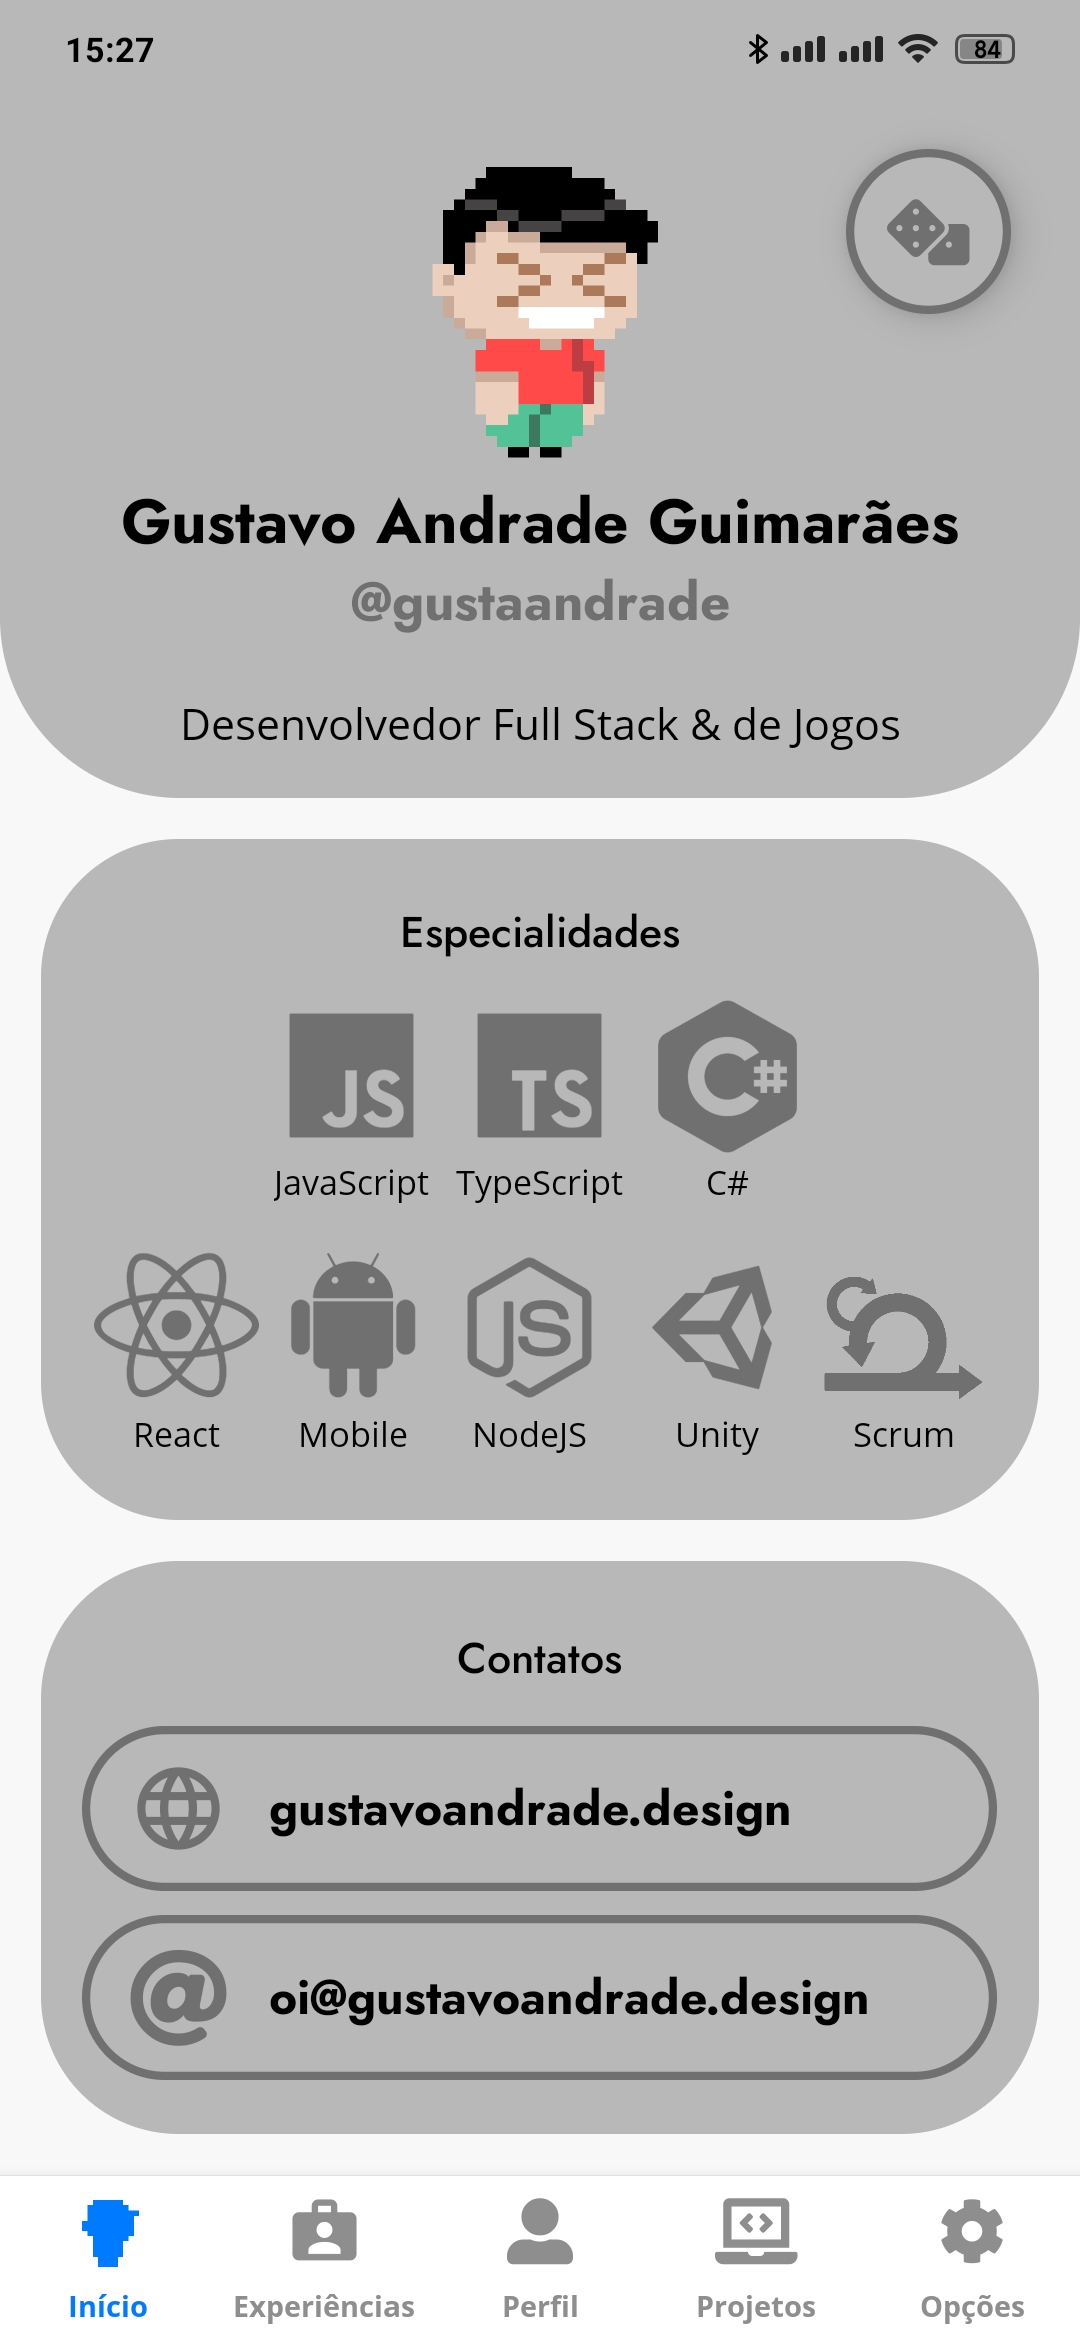 15:27
84
Gustavo Andrade Guimarães
@gustaandrade
Desenvolvedor Full Stack & de Jogos
Especialidades
JS TS C#
JavaScript TypeScript C#
JS
React Mobile NodeJS Unity Scrum
Contatos
gustavoandrade.design
@ oi@gustavoandrade.design
Início Experiências Perfil Projetos Opções